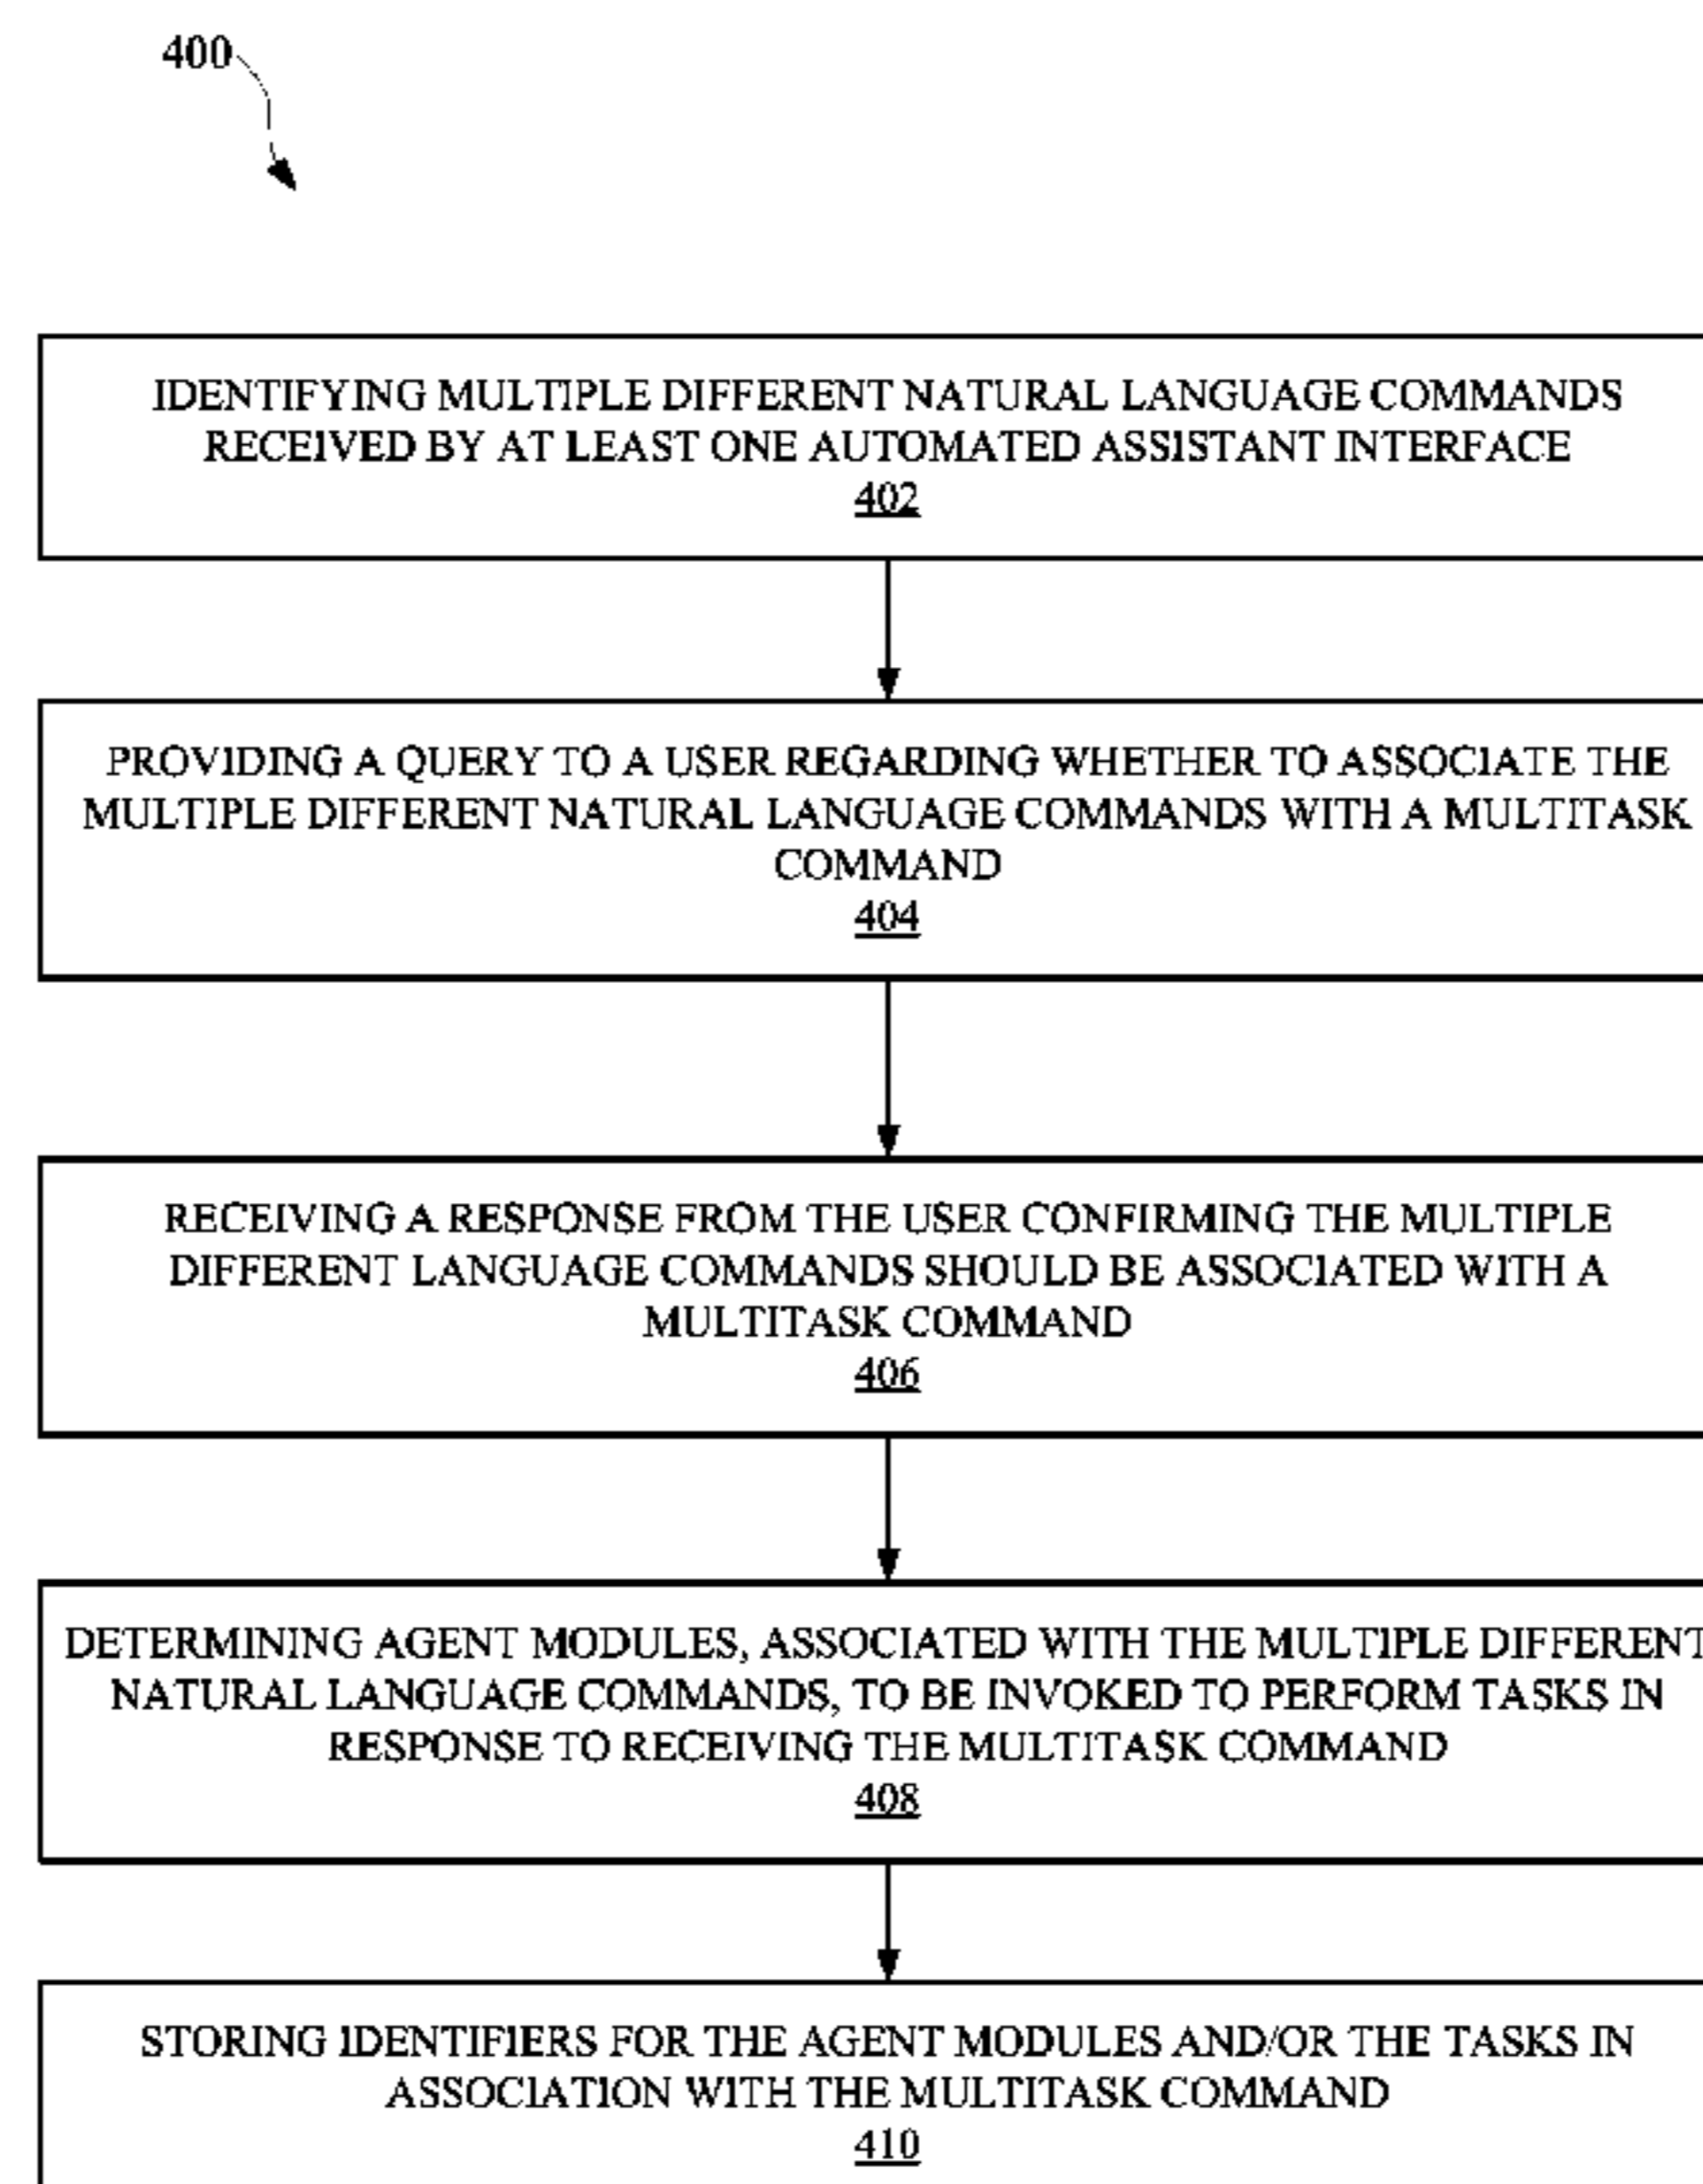 400
IDENTIFYING MULTIPLE DIFFERENT NATURAL LANGUAGE COMMANDS
RECEIVED BY AT LEAST ONE AUTOMATED ASSISTANT INTERFACE
402
PROVIDING A QUERY TO A USER REGARDING WHETHER TO ASSOCIATE THE
MULTIPLE DIFFERENT NATURAL LANGUAGE COMMANDS WITH A MULTITASK
COMMAND
404
RECEIVING A RESPONSE FROM THE USER CONFIRMING THE MULTIPLE
DIFFERENT LANGUAGE COMMANDS SHOULD BE ASSOCIATED WITH A
MULTITASK COMMAND
406
DETERMINING AGENT MODULES, ASSOCIATED WITH THE MULTIPLE DIFFERENT
NATURAL LANGUAGE COMMANDS, TO BE INVOKED TO PERFORM TASKS IN
RESPONSE TO RECEIVING THE MULTITASK COMMAND
408
STORING IDENTIFIERS FOR THE AGENT MODULES AND/OR THE TASKS IN
ASSOCIATION WITH THE MULTITASK COMMAND
410